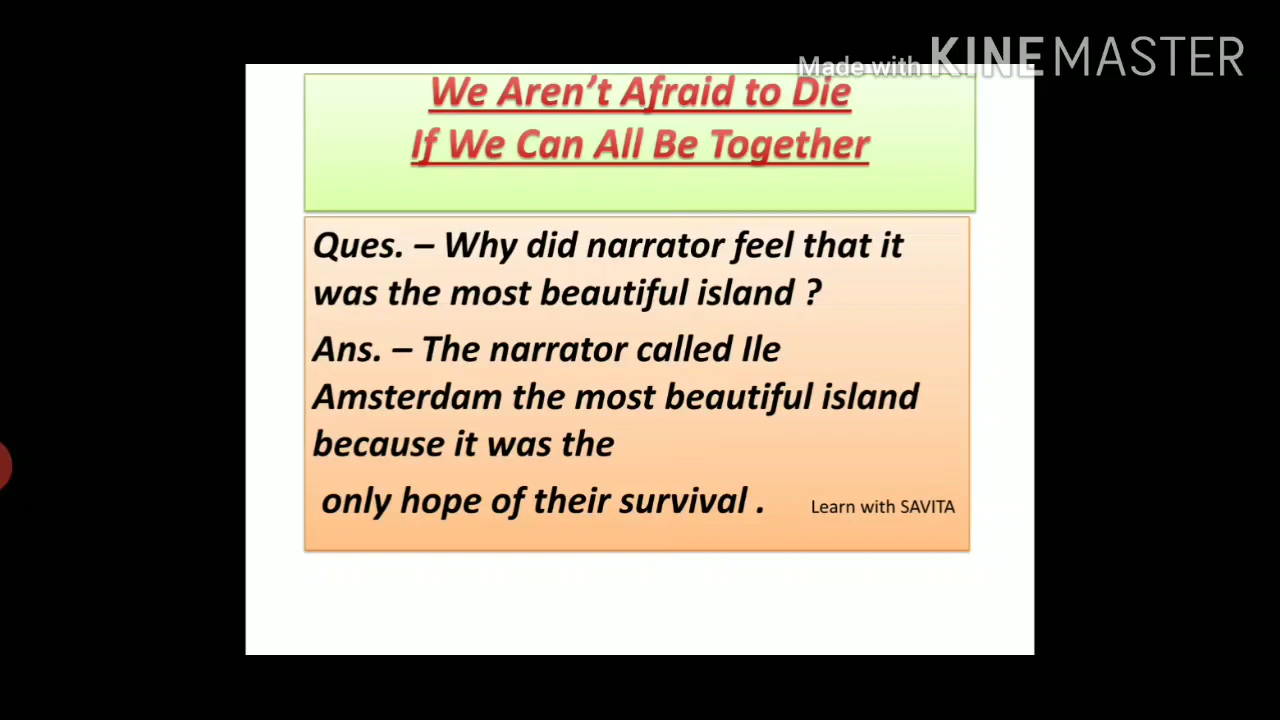 Made with KINEMASTER
We Aren't Afraid to Die
If We Can All Be Together
Ques. – Why did narrator feel that it
was the most beautiful island ?
Ans. – The narrator called Ile
Amsterdam the most beautiful island
because it was the
only hope of their survival .
Learn with SAVITA